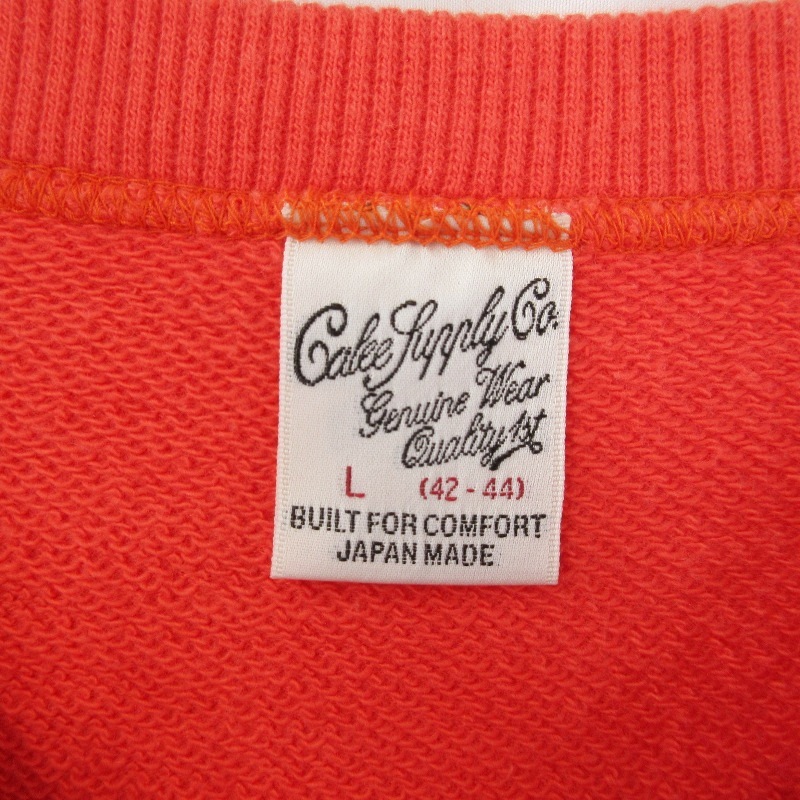 Calee Supply Co.
Genuine Wear
Quality 1st
L (42 - 44)
BUILT FOR COMFORT
JAPAN MADE